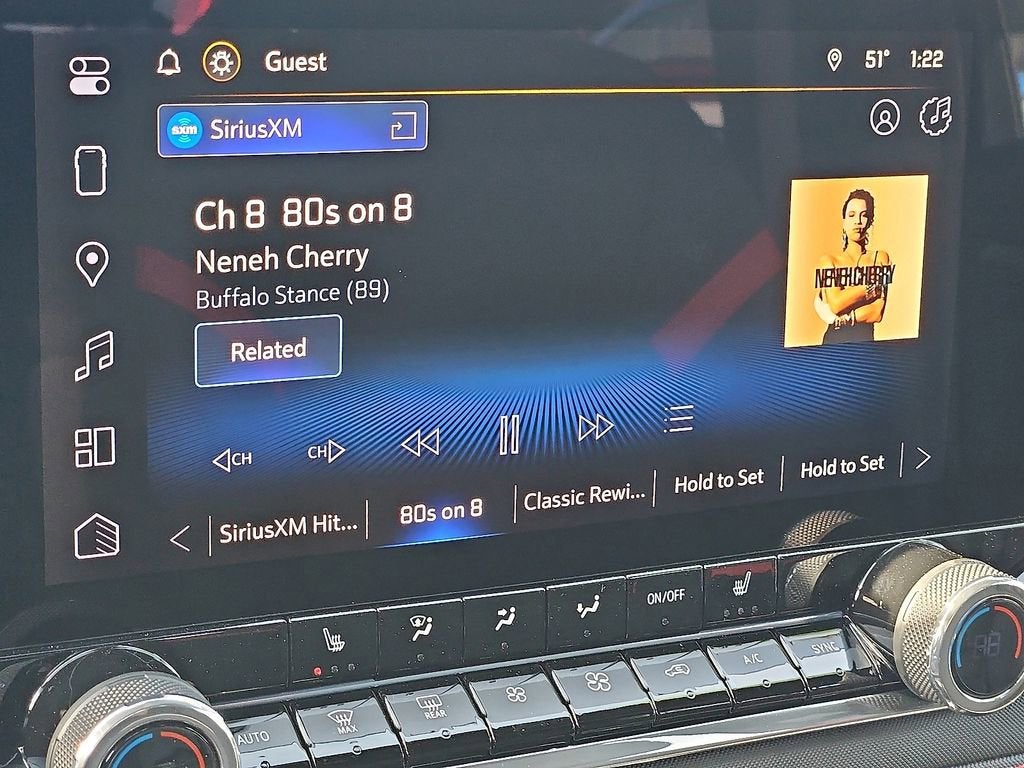 Guest
51° 1:22
sxm SiriusXM
Ch 8 80s on 8
Neneh Cherry
Buffalo Stance (89)
NENEH CHERRY
Related
CH
CH
SiriusXM Hit...
80s on 8
Classic Rewi...
Hold to Set
Hold to Set
ON/OFF
AUTO
MAX
REAR
A/C
SYNC